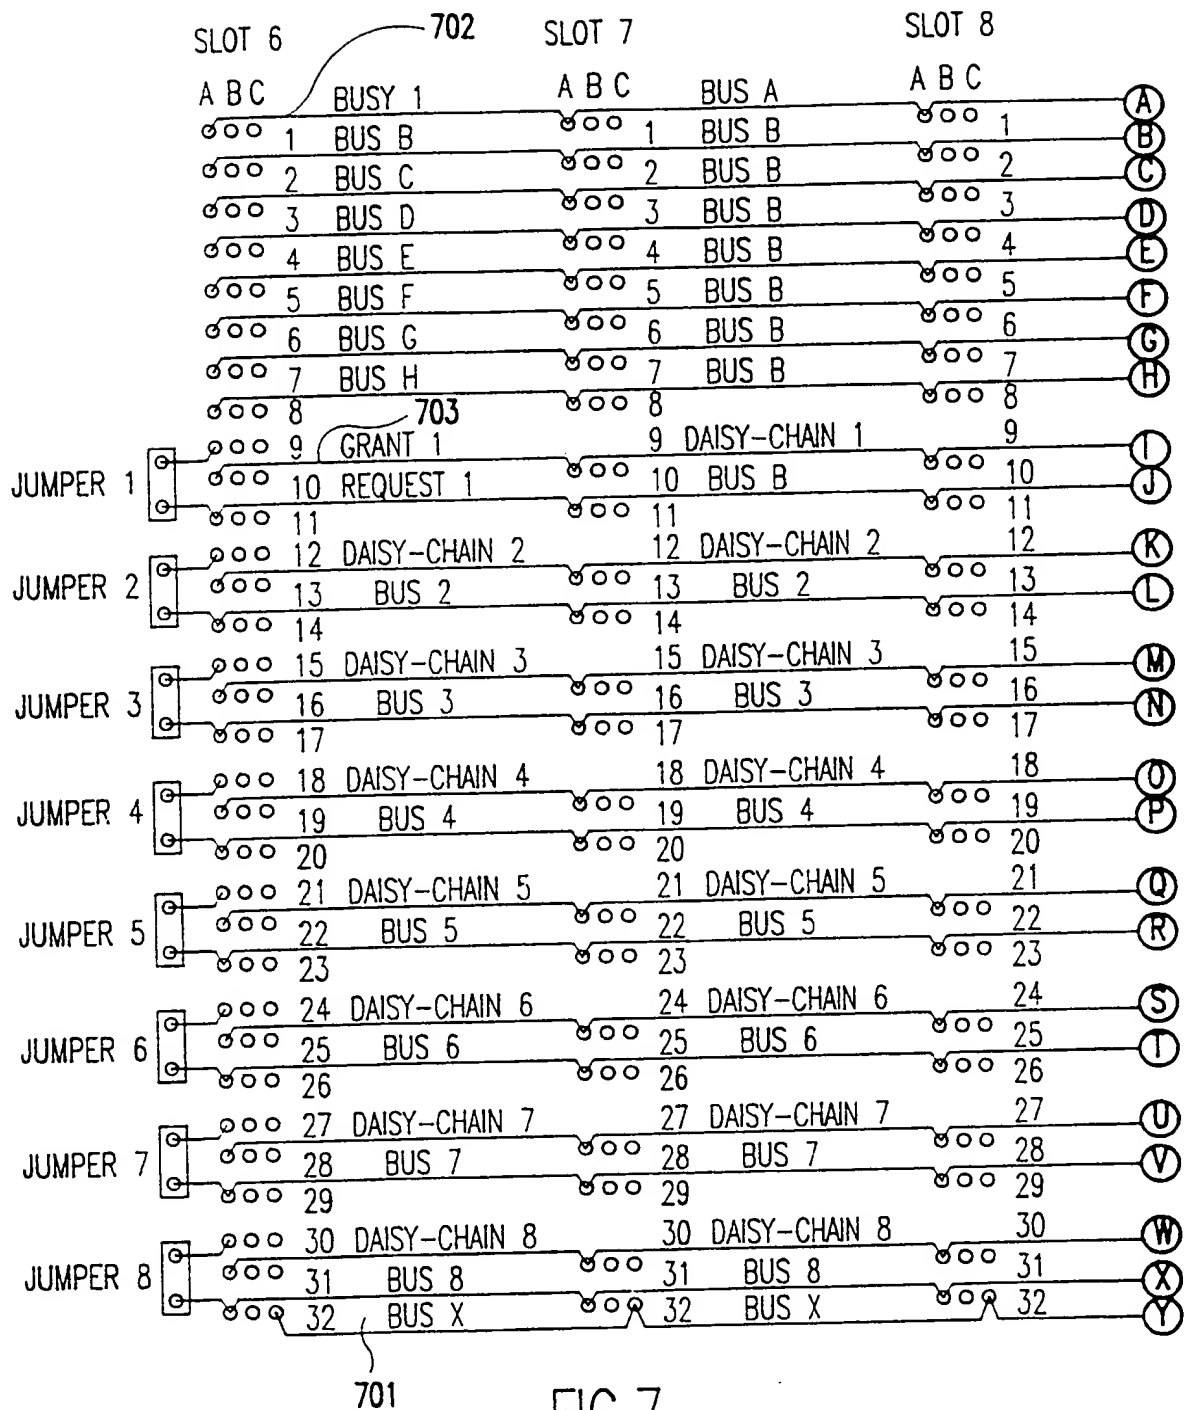 SLOT 6 702 SLOT 7 SLOT 8
A B C BUSY 1 A B C BUS A A B C A
1 BUS B 1 BUS B 1 B
2 BUS C 2 BUS B 2 C
3 BUS D 3 BUS B 3 D
4 BUS E 4 BUS B 4 E
5 BUS F 5 BUS B 5 F
6 BUS G 6 BUS B 6 G
7 BUS H 7 BUS B 7 H
8 703 8 8
9 GRANT 1 9 DAISY-CHAIN 1 9 I
JUMPER 1 10 REQUEST 1 10 BUS B 10 J
11 11 11
12 DAISY-CHAIN 2 12 DAISY-CHAIN 2 12 K
JUMPER 2 13 BUS 2 13 BUS 2 13 L
14 14 14
15 DAISY-CHAIN 3 15 DAISY-CHAIN 3 15 M
JUMPER 3 16 BUS 3 16 BUS 3 16 N
17 17 17
18 DAISY-CHAIN 4 18 DAISY-CHAIN 4 18 O
JUMPER 4 19 BUS 4 19 BUS 4 19 P
20 20 20
21 DAISY-CHAIN 5 21 DAISY-CHAIN 5 21 Q
JUMPER 5 22 BUS 5 22 BUS 5 22 R
23 23 23
24 DAISY-CHAIN 6 24 DAISY-CHAIN 6 24 S
JUMPER 6 25 BUS 6 25 BUS 6 25 T
26 26 26
27 DAISY-CHAIN 7 27 DAISY-CHAIN 7 27 U
JUMPER 7 28 BUS 7 28 BUS 7 28 V
29 29 29
30 DAISY-CHAIN 8 30 DAISY-CHAIN 8 30 W
JUMPER 8 31 BUS 8 31 BUS 8 31 X
32 BUS X 32 BUS X 32 Y
701
FIG. 7